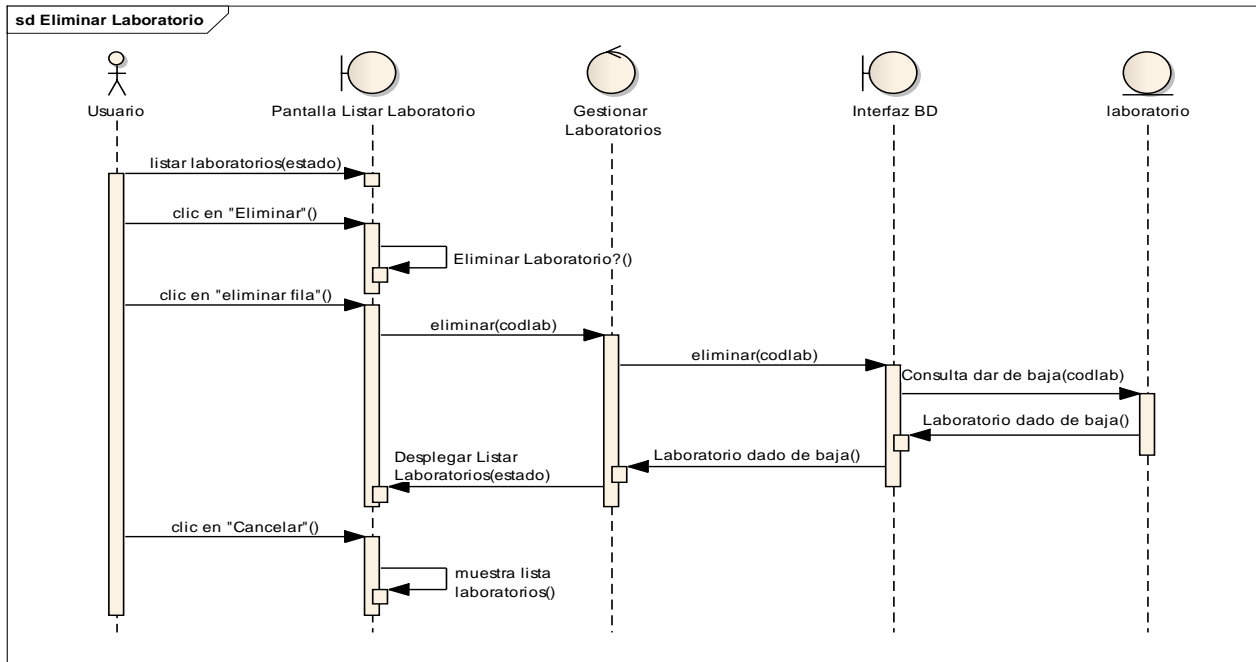 sd Eliminar Laboratorio
Usuario
Pantalla Listar Laboratorio
Gestionar
Laboratorios
Interfaz BD
laboratorio
listar laboratorios(estado)
clic en "Eliminar"()
Eliminar Laboratorio?()
clic en "eliminar fila"()
eliminar(codlab)
eliminar(codlab)
Consulta dar de baja(codlab)
Laboratorio dado de baja()
Laboratorio dado de baja()
Desplegar Listar
Laboratorios(estado)
clic en "Cancelar"()
muestra lista
laboratorios()